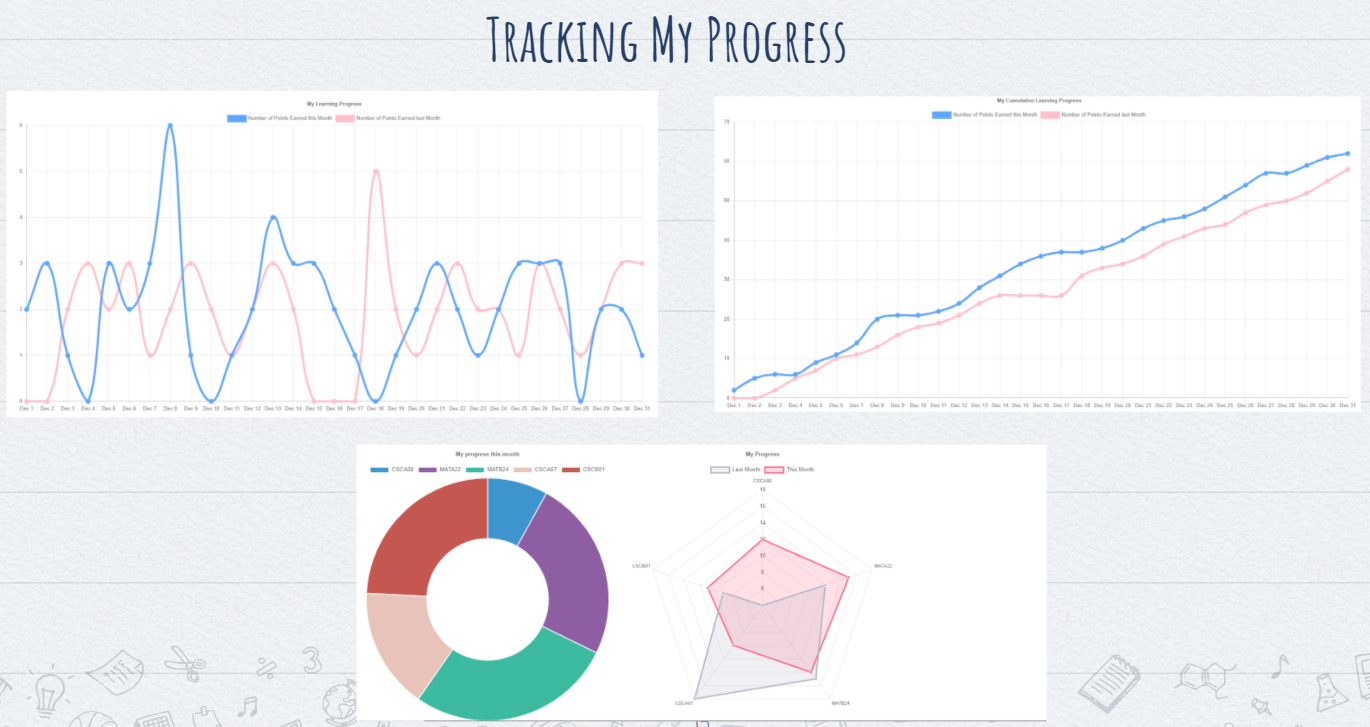 TRACKING MY PROGRESS
My Learning Progress
Number of Points Earned this Month Number of Points Earned last Month
6
5
4
3
2
1
0
Dec 1 Dec 2 Dec 3 Dec 4 Dec 5 Dec 6 Dec 7 Dec 8 Dec 9 Dec 10 Dec 11 Dec 12 Dec 13 Dec 14 Dec 15 Dec 16 Dec 17 Dec 18 Dec 19 Dec 20 Dec 21 Dec 22 Dec 23 Dec 24 Dec 25 Dec 26 Dec 27 Dec 28 Dec 29 Dec 30 Dec 31
My Cumulative Learning Progress
Number of Points Earned this Month Number of Points Earned last Month
70
60
50
40
30
20
10
0
Dec 1 Dec 2 Dec 3 Dec 4 Dec 5 Dec 6 Dec 7 Dec 8 Dec 9 Dec 10 Dec 11 Dec 12 Dec 13 Dec 14 Dec 15 Dec 16 Dec 17 Dec 18 Dec 19 Dec 20 Dec 21 Dec 22 Dec 23 Dec 24 Dec 25 Dec 26 Dec 27 Dec 28 Dec 29 Dec 30 Dec 31
My progress this month
CSCA08 MATA22 MATB24 CSCA67 CSCB01
My Progress
Last Month This Month
CSCA08
18
16
14
10
12
8
6
CSCB01
MATA22
CSCA67
MATB24